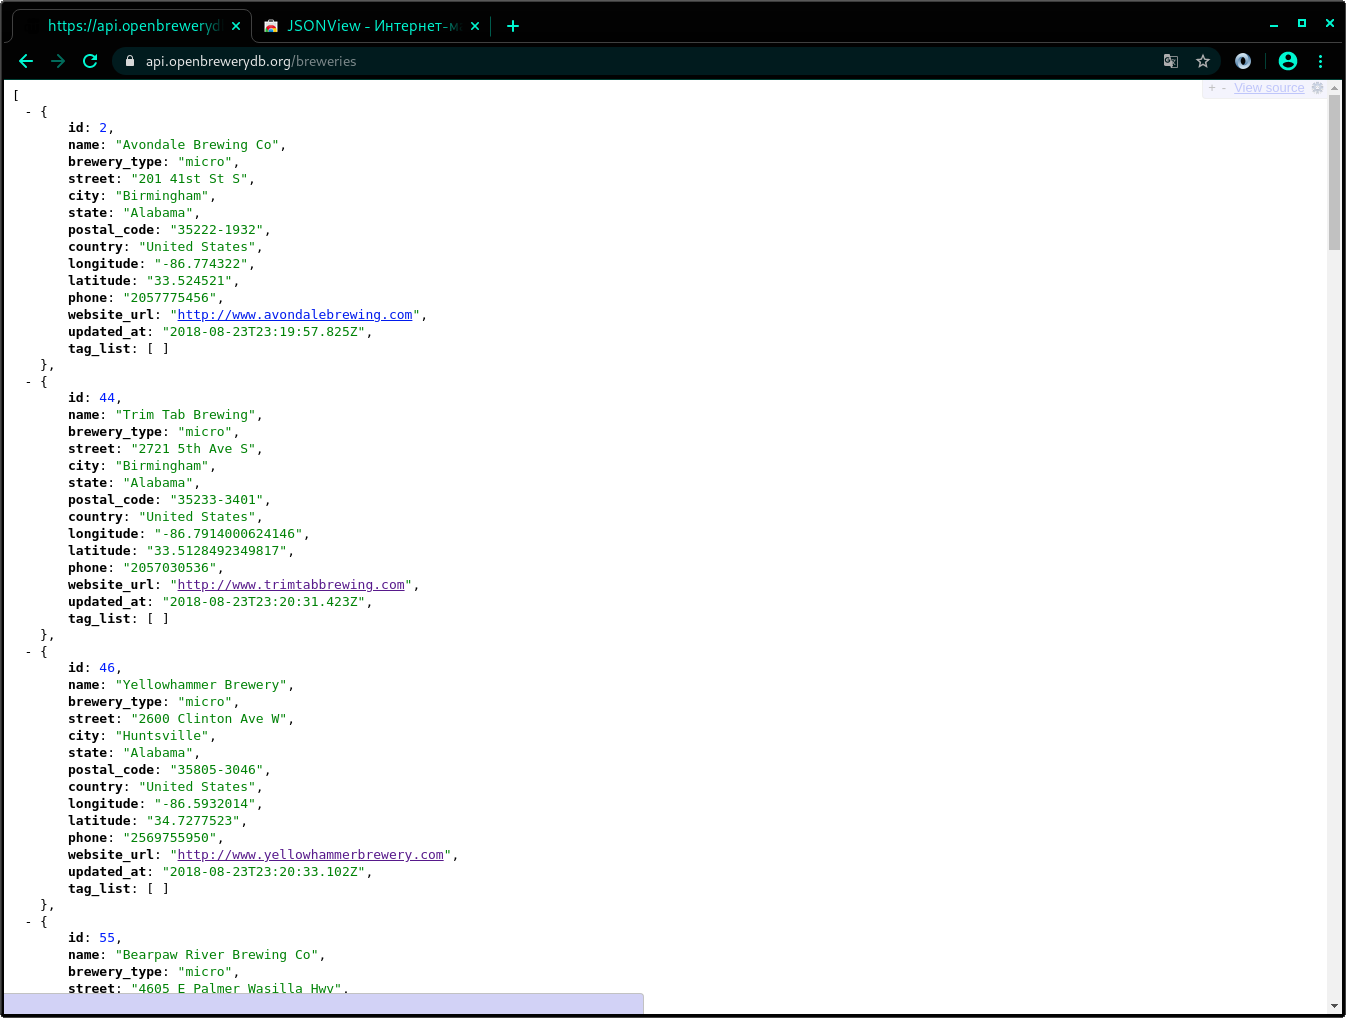 https://api.openbreweryd
JSONView - Интернет-м
api.openbrewerydb.org/breweries
+ - View source
[
- {
id: 2,
name: "Avondale Brewing Co",
brewery_type: "micro",
street: "201 41st St S",
city: "Birmingham",
state: "Alabama",
postal_code: "35222-1932",
country: "United States",
longitude: "-86.774322",
latitude: "33.524521",
phone: "2057775456",
website_url: "http://www.avondalebrewing.com",
updated_at: "2018-08-23T23:19:57.825Z",
tag_list: [ ]
},
- {
id: 44,
name: "Trim Tab Brewing",
brewery_type: "micro",
street: "2721 5th Ave S",
city: "Birmingham",
state: "Alabama",
postal_code: "35233-3401",
country: "United States",
longitude: "-86.7914000624146",
latitude: "33.5128492349817",
phone: "2057030536",
website_url: "http://www.trimtabbrewing.com",
updated_at: "2018-08-23T23:20:31.423Z",
tag_list: [ ]
},
- {
id: 46,
name: "Yellowhammer Brewery",
brewery_type: "micro",
street: "2600 Clinton Ave W",
city: "Huntsville",
state: "Alabama",
postal_code: "35805-3046",
country: "United States",
longitude: "-86.5932014",
latitude: "34.7277523",
phone: "2569755950",
website_url: "http://www.yellowhammerbrewery.com",
updated_at: "2018-08-23T23:20:33.102Z",
tag_list: [ ]
},
- {
id: 55,
name: "Bearpaw River Brewing Co",
brewery_type: "micro",
street: "4605 E Palmer Wasilla Hwy",